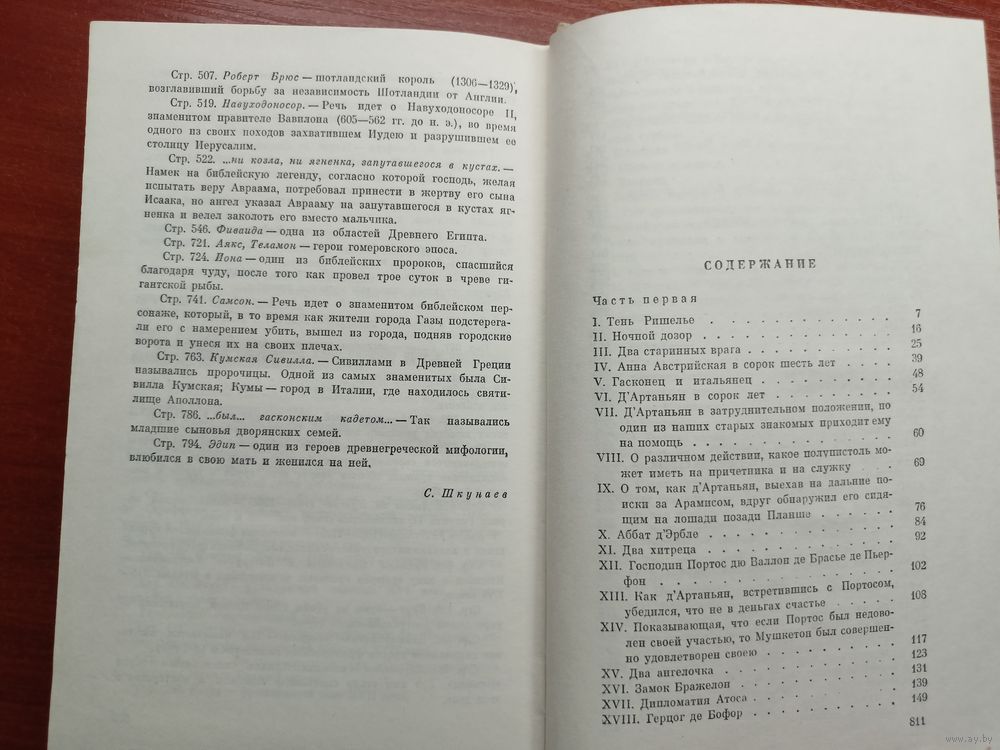 Стр. 507. Роберт Брюс — шотландский король (1306—1329),
возглавивший борьбу за независимость Шотландии от Англии.
Стр. 519. Навуходоносор. — Речь идет о Навуходоносоре II,
знаменитом правителе Вавилона (605—562 гг. до н. э.), во время
одного из своих походов захватившем Иудею и разрушившем ее
столицу Иерусалим.
Стр. 522. ...ни козла, ни ягненка, запутавшегося в кустах. —
Намек на библейскую легенду, согласно которой господь, желая
испытать веру Авраама, потребовал принести в жертву его сына
Исаака, но ангел указал Аврааму на запутавшегося в кустах яг-
ненка и велел заколоть его вместо мальчика.
Стр. 546. Фиваида — одна из областей Древнего Египта.
Стр. 721. Аякс, Теламон — герои гомеровского эпоса.
Стр. 724. Иона — один из библейских пророков, спасшийся
благодаря чуду, после того как провел трое суток в чреве ги-
гантской рыбы.
Стр. 741. Самсон. — Речь идет о знаменитом библейском пер-
сонаже, который, в то время как жители города Газы подстерега-
ли его с намерением убить, вышел из города, подняв городские
ворота и унеся их на своих плечах.
Стр. 763. Кумская Сивилла. — Сивиллами в Древней Греции
назывались пророчицы. Одной из самых знаменитых была Си-
вилла Кумская; Кумы — город в Италии, где находилось святи-
лище Аполлона.
Стр. 786. ...был... гасконским кадетом... — Так назывались
младшие сыновья дворянских семей.
Стр. 794. Эдип — один из героев древнегреческой мифологии,
влюбился в свою мать и женился на ней.
С. Шкунаев
СОДЕРЖАНИЕ
Часть первая
I. Тень Ришелье . . . . . . . . . . . . 7
II. Ночной дозор . . . . . . . . . . . . 16
III. Два старинных врага . . . . . . . . . . 25
IV. Анна Австрийская в сорок шесть лет . . . . 39
V. Гасконец и итальянец . . . . . . . . . 48
VI. Д'Артаньян в сорок лет . . . . . . . . 54
VII. Д'Артаньян в затруднительном положении, но
один из наших старых знакомых приходит ему
на помощь . . . . . . . . . . . . 60
VIII. О различном действии, какое полупистоль мо-
жет иметь на причетника и на служку . . . 69
IX. О том, как д'Артаньян, выехав на дальние по-
иски за Арамисом, вдруг обнаружил его сидя-
щим на лошади позади Планше . . . . . 76
X. Аббат д'Эрбле . . . . . . . . . . . . 84
XI. Два хитреца . . . . . . . . . . . . 92
XII. Господин Портос дю Валлон де Брасье де Пьер-
фон . . . . . . . . . . . . . . 102
XIII. Как д'Артаньян, встретившись с Портосом,
убедился, что не в деньгах счастье . . . . . 108
XIV. Показывающая, что если Портос был недово-
лен своей участью, то Мушкетон был совершен-
но удовлетворен своею . . . . . . . . . 117
XV. Два ангелочка . . . . . . . . . . . . 123
XVI. Замок Бражелон . . . . . . . . . . . 131
XVII. Дипломатия Атоса . . . . . . . . . . 139
XVIII. Герцог де Бофор . . . . . . . . . . 149
811
www.ay.by